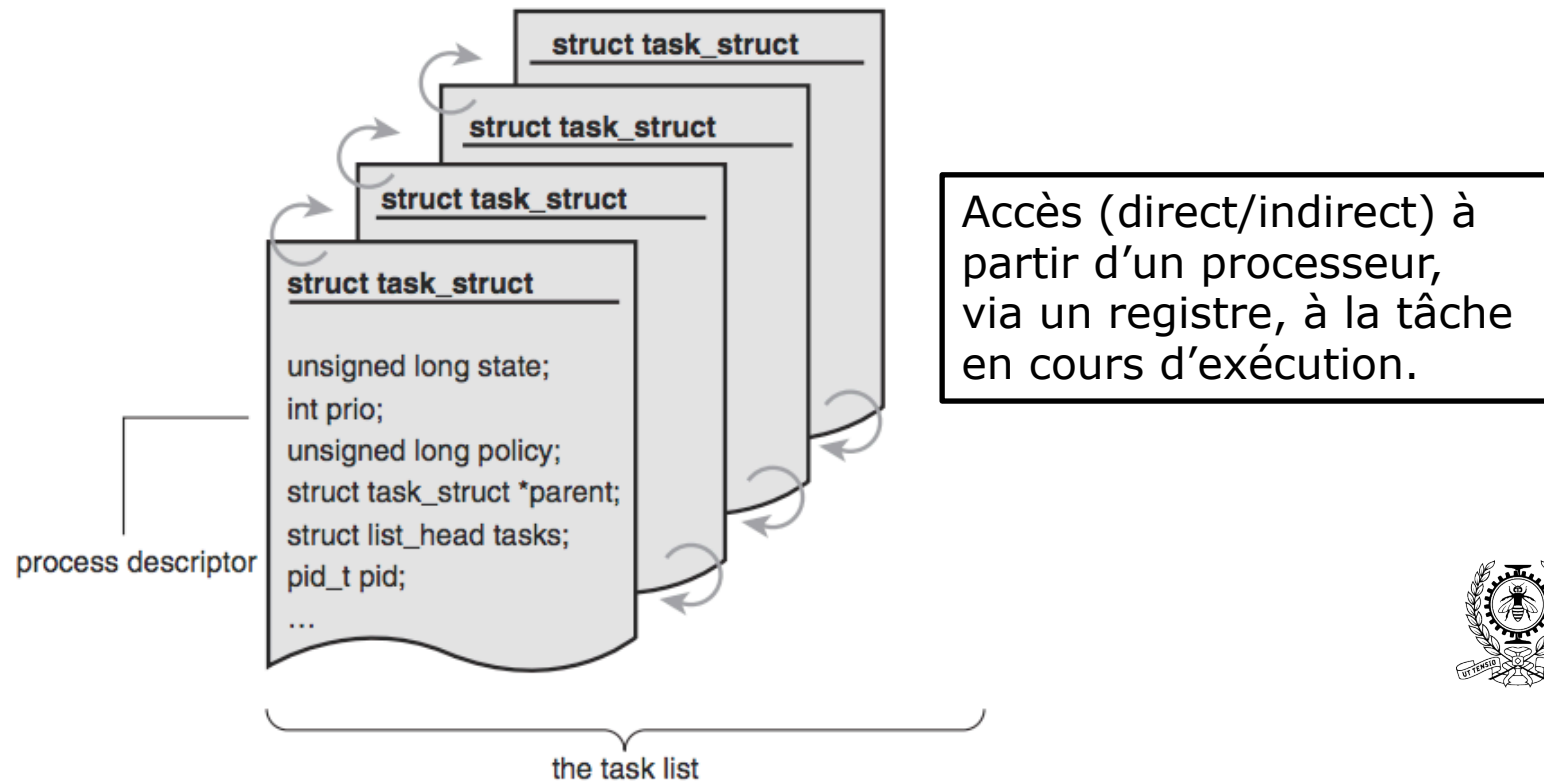 struct task_struct
struct task_struct
struct task_struct
struct task_struct
unsigned long state;
int prio;
unsigned long policy;
struct task_struct *parent;
struct list_head tasks;
pid_t pid;
…
process descriptor
the task list
Accès (direct/indirect) à
partir d’un processeur,
via un registre, à la tâche
en cours d’exécution.
UT TENSIO